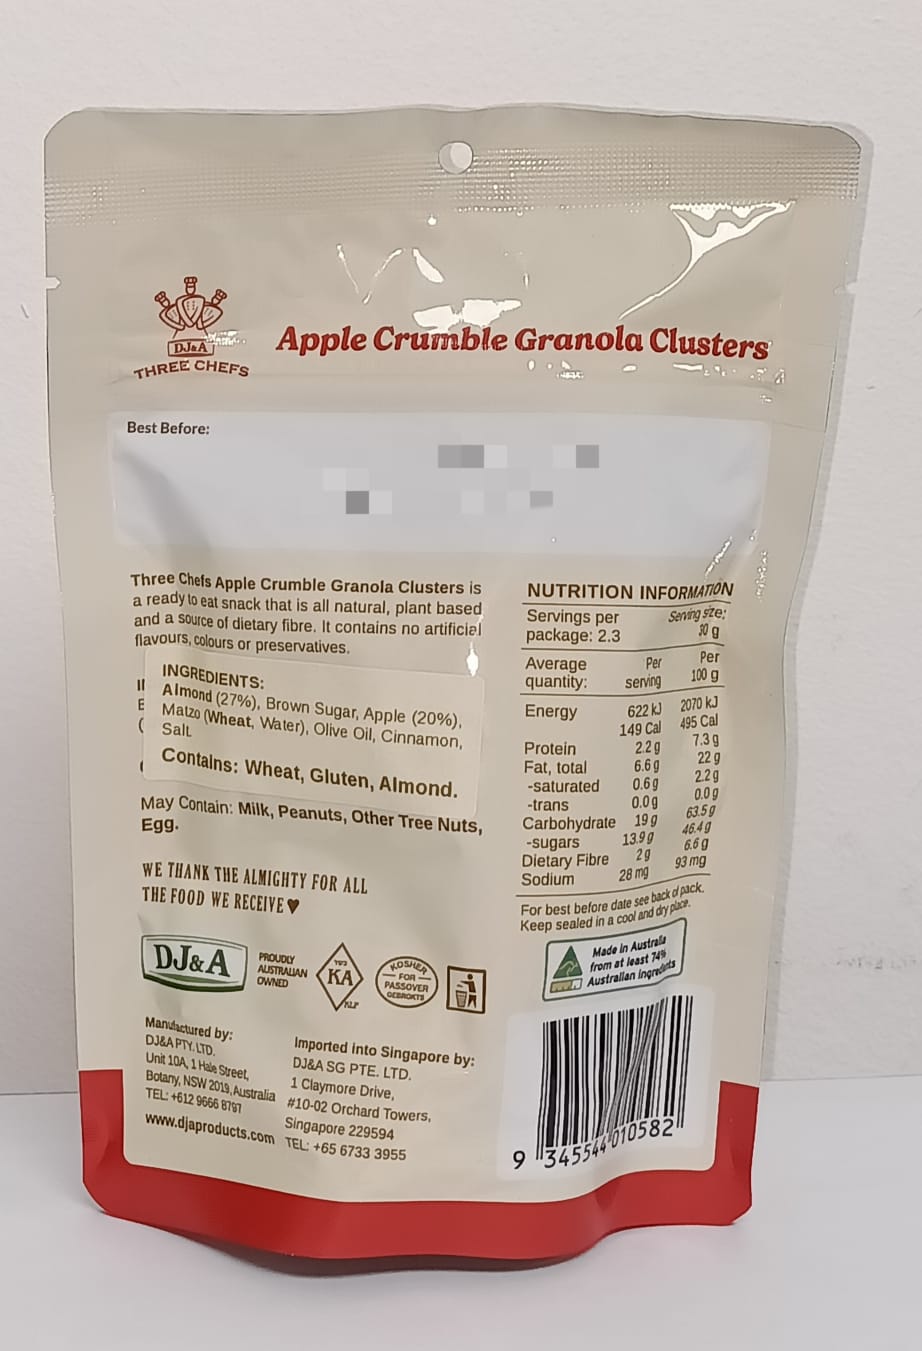 DJ&A
THREE CHEFS
Apple Crumble Granola Clusters
Best Before:
Three Chefs Apple Crumble Granola Clusters is
a ready to eat snack that is all natural, plant based
and a source of dietary fibre. It contains no artificial
flavours, colours or preservatives.
INGREDIENTS:
Almond (27%), Brown Sugar, Apple (20%),
Matzo (Wheat, Water), Olive Oil, Cinnamon,
Salt.
Contains: Wheat, Gluten, Almond.
May Contain: Milk, Peanuts, Other Tree Nuts,
Egg.
WE THANK THE ALMIGHTY FOR ALL
THE FOOD WE RECEIVE ♥
DJ&A
PROUDLY
AUSTRALIAN
OWNED
KA
KLP
KOSHER
FOR
PASSOVER
GEBROKTS
Manufactured by:
DJ&A PTY. LTD.
Unit 10A, 1 Hale Street,
Botany, NSW 2019, Australia
TEL: +612 9666 8797
www.djaproducts.com
Imported into Singapore by:
DJ&A SG PTE. LTD.
1 Claymore Drive,
#10-02 Orchard Towers,
Singapore 229594
TEL: +65 6733 3955
NUTRITION INFORMATION
Servings per package: 2.3 Serving size: 30 g
Average quantity: Per serving Per 100 g
Energy 622 kJ 2070 kJ
149 Cal 495 Cal
Protein 2.2 g 7.3 g
Fat, total 6.6 g 22 g
-saturated 0.6 g 2.2 g
-trans 0.0 g 0.0 g
Carbohydrate 19 g 63.5 g
-sugars 13.9 g 46.4 g
Dietary Fibre 2 g 6.6 g
Sodium 28 mg 93 mg
For best before date see back of pack.
Keep sealed in a cool and dry place.
Made in Australia
from at least 74%
Australian ingredients
9 345544 010582